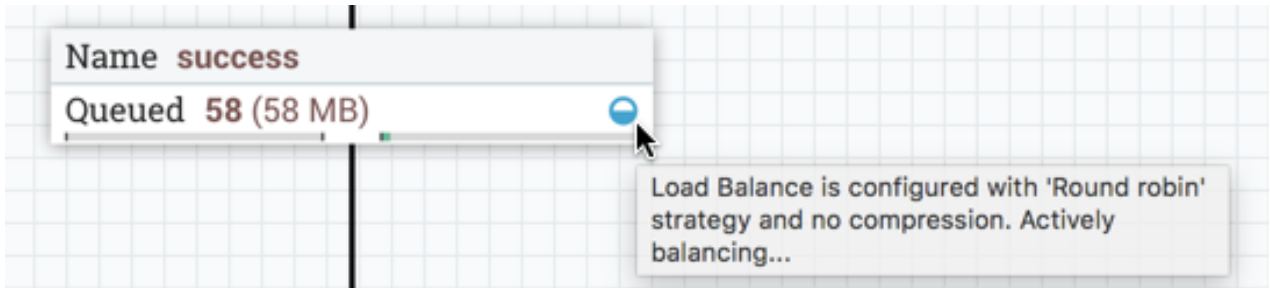 Name success
Queued 58 (58 MB)
Load Balance is configured with 'Round robin'
strategy and no compression. Actively
balancing...